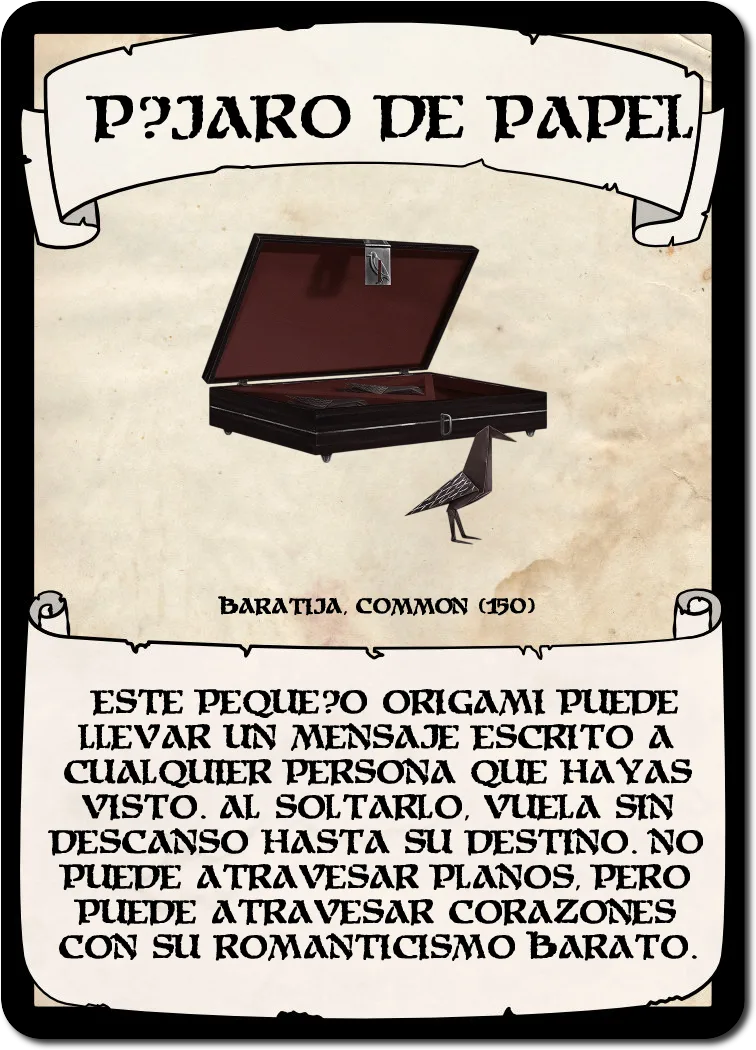 P?JARO DE PAPEL
BARATIJA, COMMON (150)
ESTE PEQUE?O ORIGAMI PUEDE
LLEVAR UN MENSAJE ESCRITO A
CUALQUIER PERSONA QUE HAYAS
VISTO. AL SOLTARLO, VUELA SIN
DESCANSO HASTA SU DESTINO. NO
PUEDE ATRAVESAR PLANOS, PERO
PUEDE ATRAVESAR CORAZONES
CON SU ROMANTICISMO BARATO.